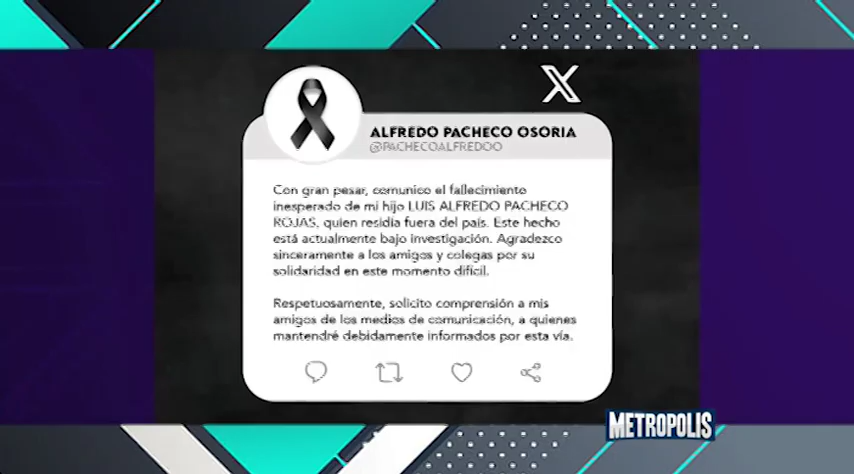 X
ALFREDO PACHECO OSORIA
@PACHECOALFREDOO
Con gran pesar, comunico el fallecimiento
inesperado de mi hijo LUIS ALFREDO PACHECO
ROJAS, quien residía fuera del país. Este hecho
está actualmente bajo investigación. Agradezco
sinceramente a los amigos y colegas por su
solidaridad en este momento difícil.
Respetuosamente, solicito comprensión a mis
amigos de los medios de comunicación, a quienes
mantendré debidamente informados por esta vía.
METROPOLIS